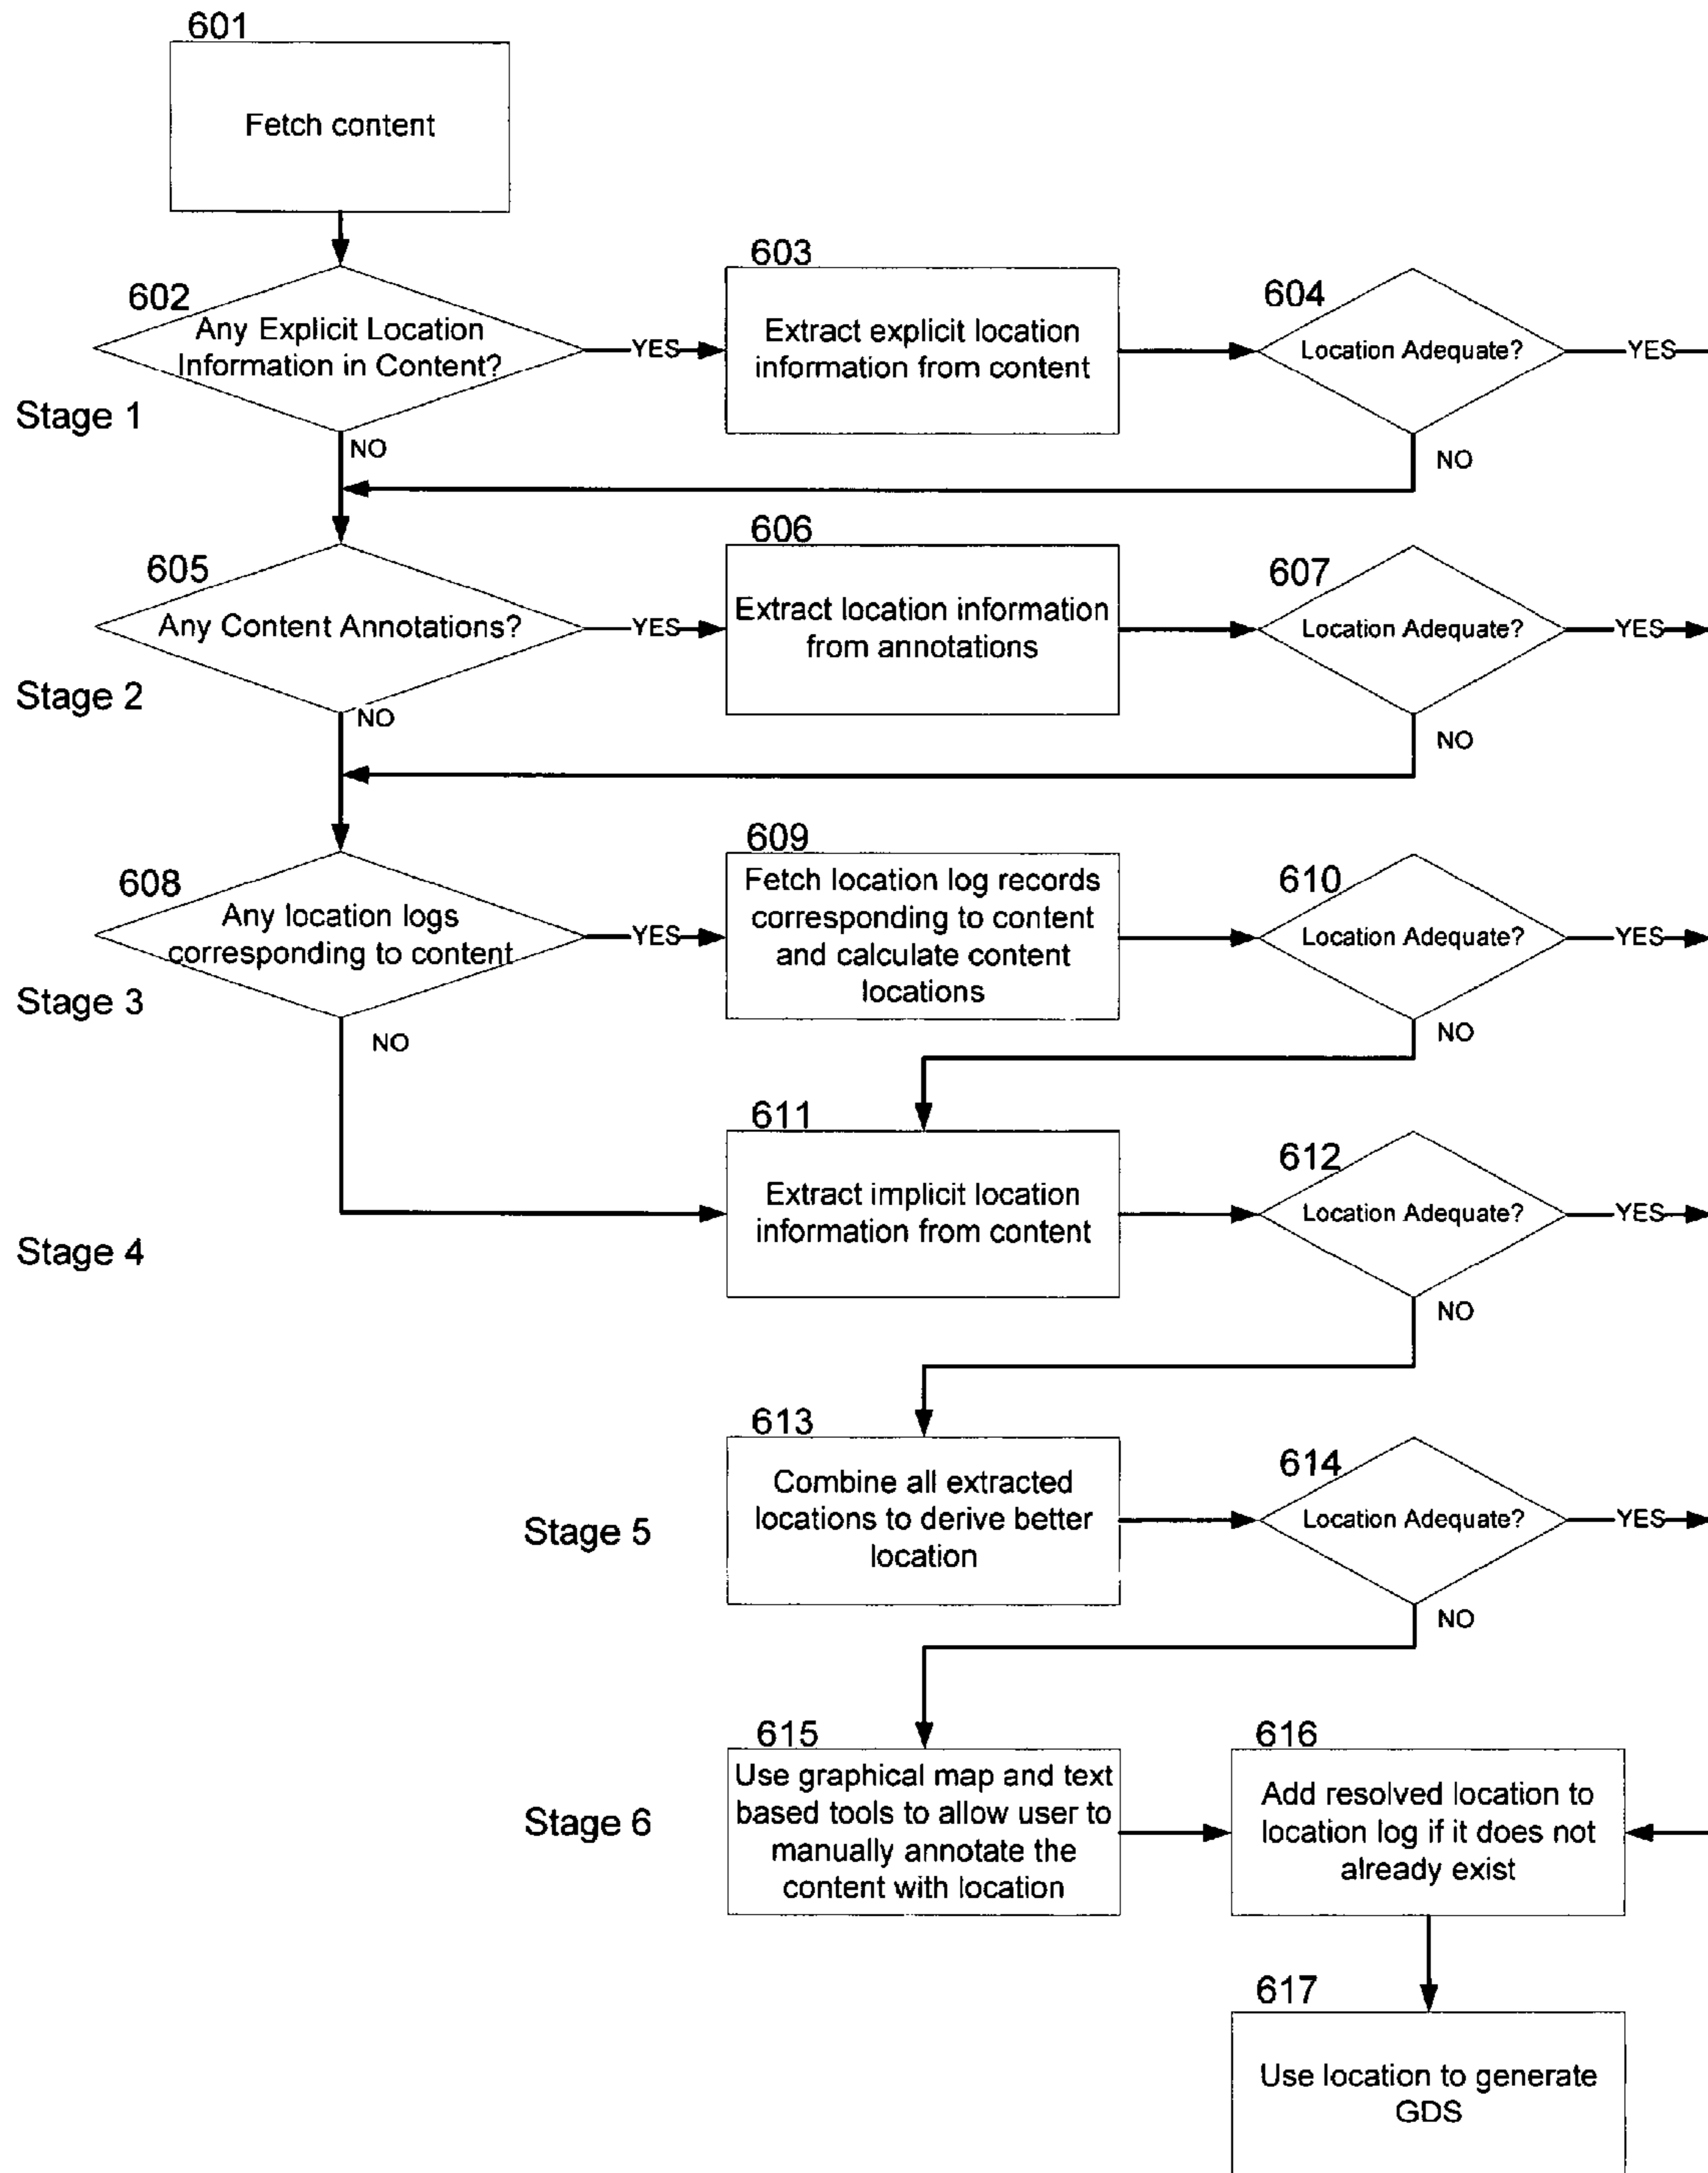 601
Fetch content
602
Any Explicit Location
Information in Content?
YES
603
Extract explicit location
information from content
604
Location Adequate?
YES
Stage 1
NO
NO
605
Any Content Annotations?
YES
606
Extract location information
from annotations
607
Location Adequate?
YES
Stage 2
NO
NO
608
Any location logs
corresponding to content
YES
609
Fetch location log records
corresponding to content
and calculate content
locations
610
Location Adequate?
YES
Stage 3
NO
NO
611
Extract implicit location
information from content
612
Location Adequate?
YES
Stage 4
NO
613
Combine all extracted
locations to derive better
location
614
Location Adequate?
YES
Stage 5
NO
615
Use graphical map and text
based tools to allow user to
manually annotate the
content with location
616
Add resolved location to
location log if it does not
already exist
Stage 6
617
Use location to generate
GDS